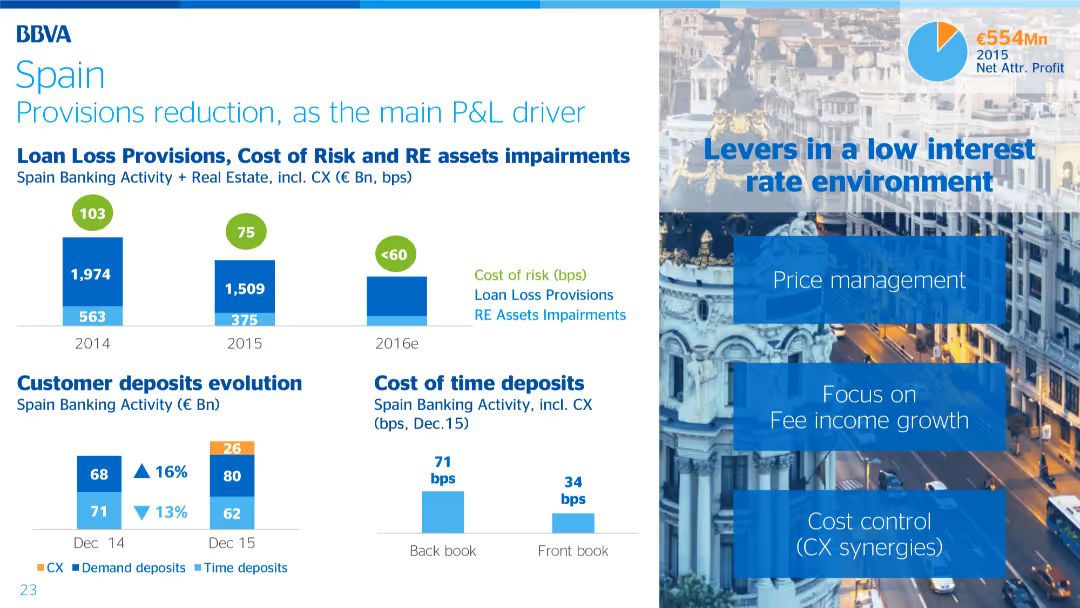 BBVA
Spain
Provisions reduction, as the main P&L driver
Loan Loss Provisions, Cost of Risk and RE assets impairments
Spain Banking Activity + Real Estate, incl. CX (€ Bn, bps)
103
75
<60
1,974
1,509
563
375
2014
2015
2016e
Cost of risk (bps)
Loan Loss Provisions
RE Assets Impairments
Customer deposits evolution
Spain Banking Activity (€ Bn)
26
68
16%
80
71
13%
62
Dec 14
Dec 15
CX
Demand deposits
Time deposits
Cost of time deposits
Spain Banking Activity, incl. CX
(bps, Dec.15)
71
bps
34
bps
Back book
Front book
€554Mn
2015
Net Attr. Profit
Levers in a low interest
rate environment
Price management
Focus on
Fee income growth
Cost control
(CX synergies)
23